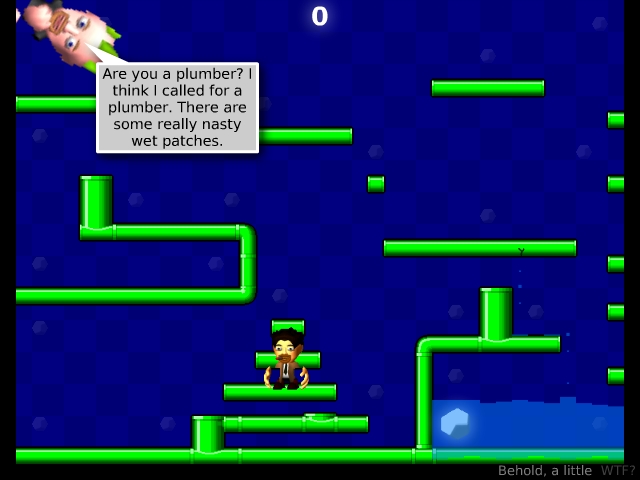 0
Are you a plumber? I
think I called for a
plumber. There are
some really nasty
wet patches.
Behold, a little WTF?